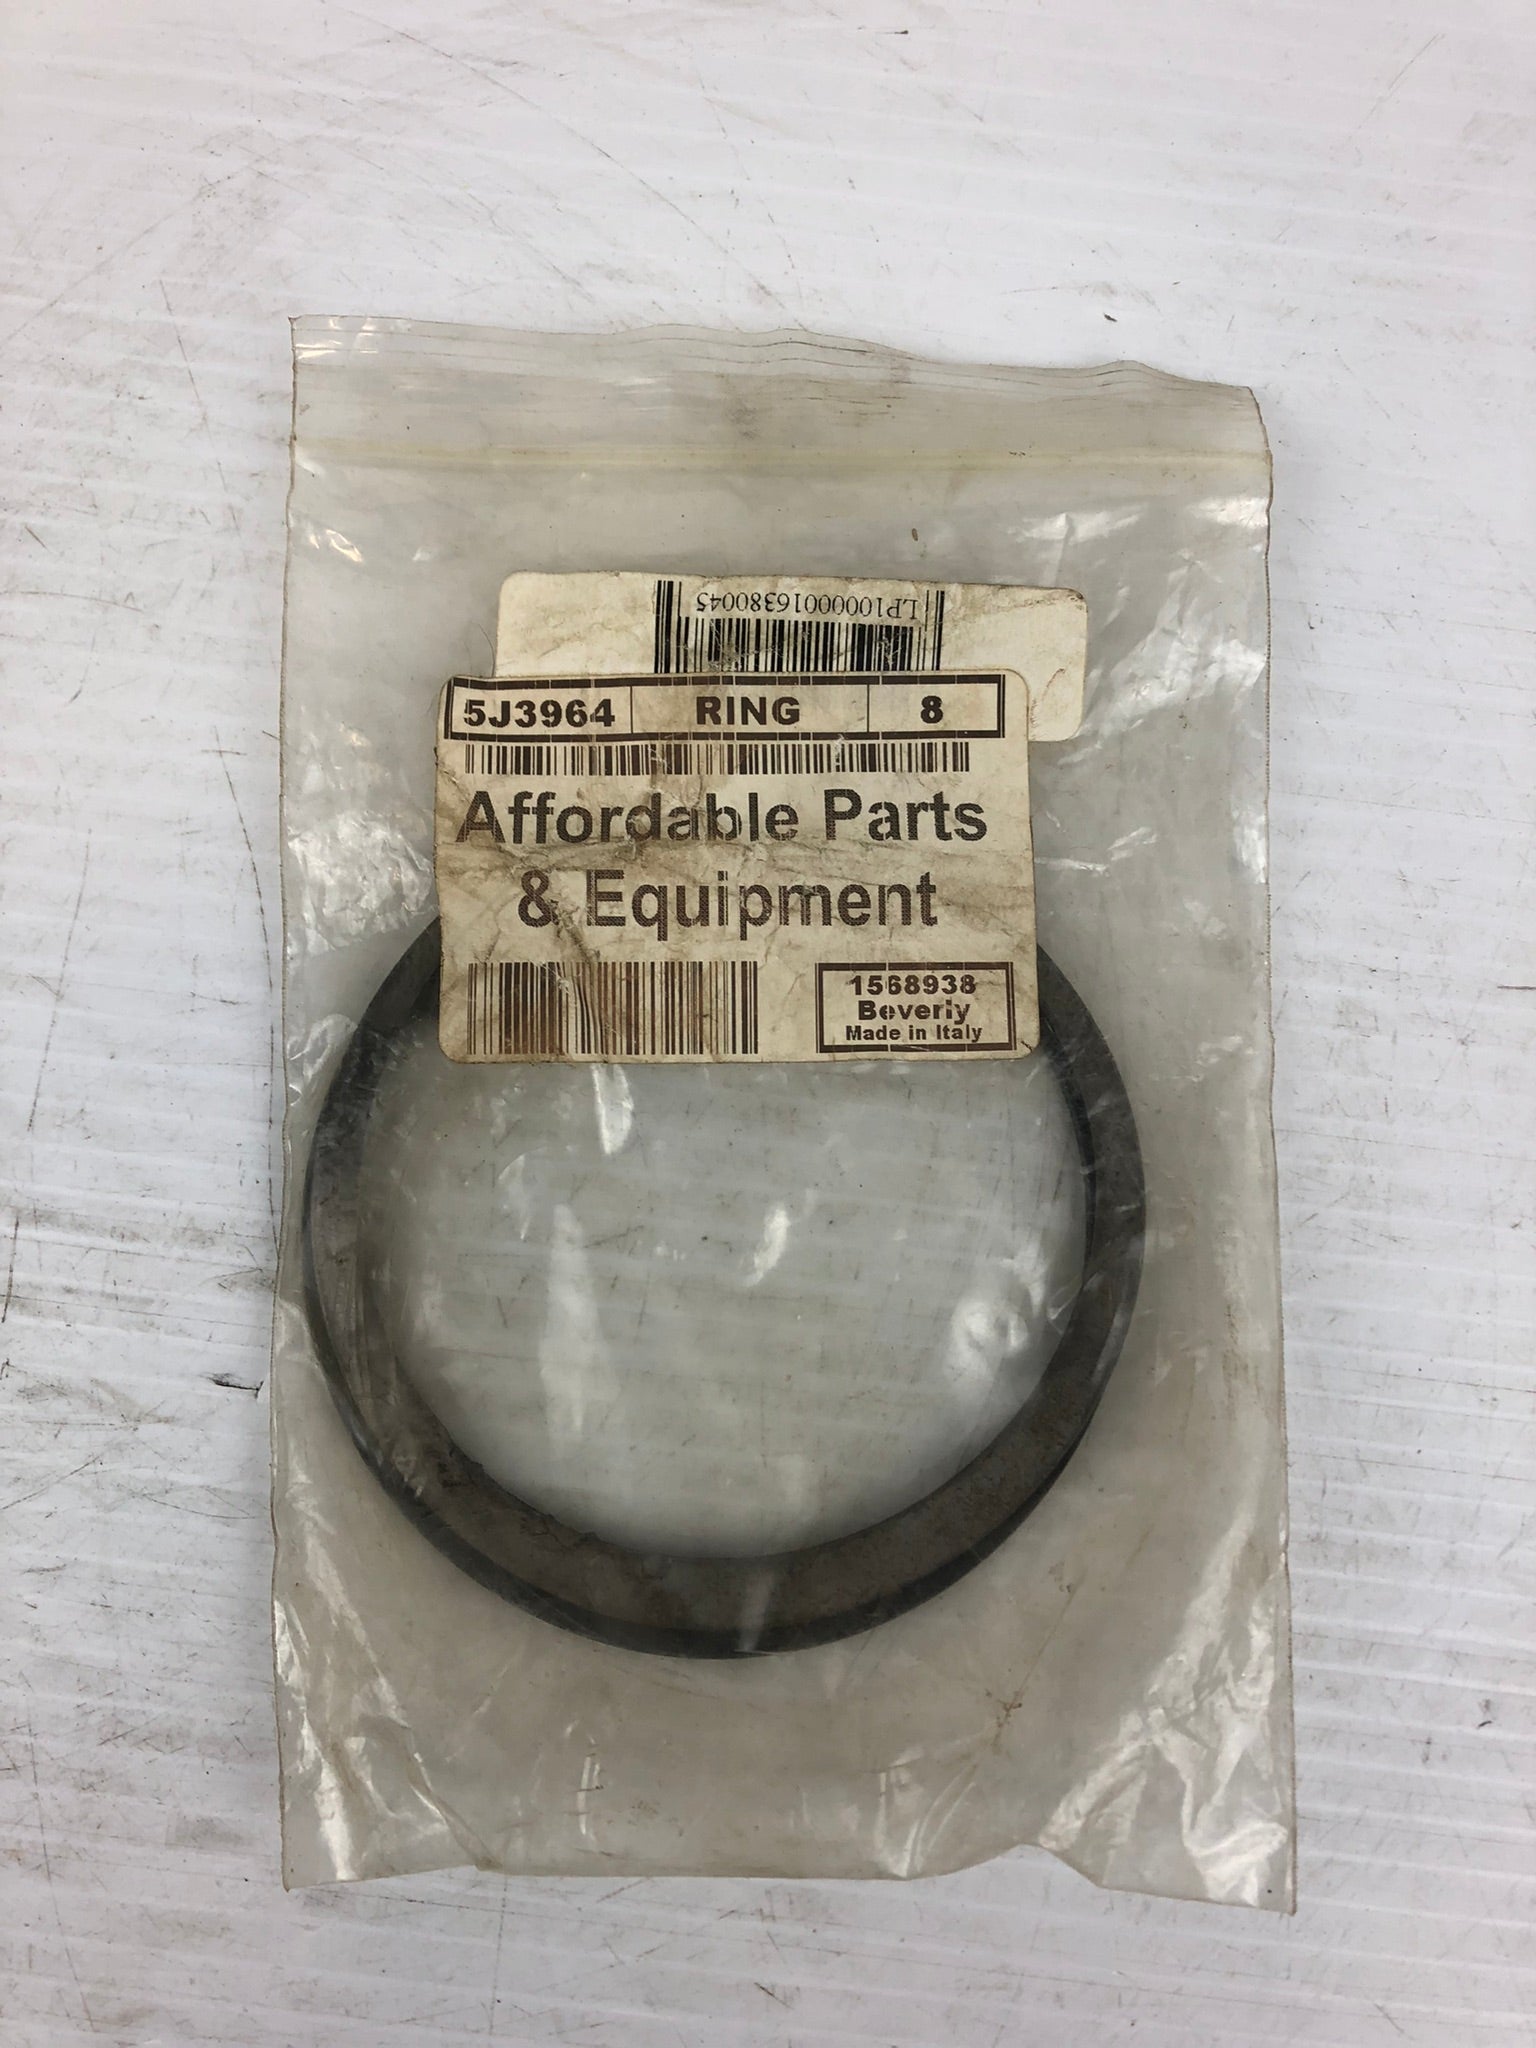 LP10000016380045
5J3964 RING 8
Affordable Parts
& Equipment
1568938
Beverly
Made in Italy